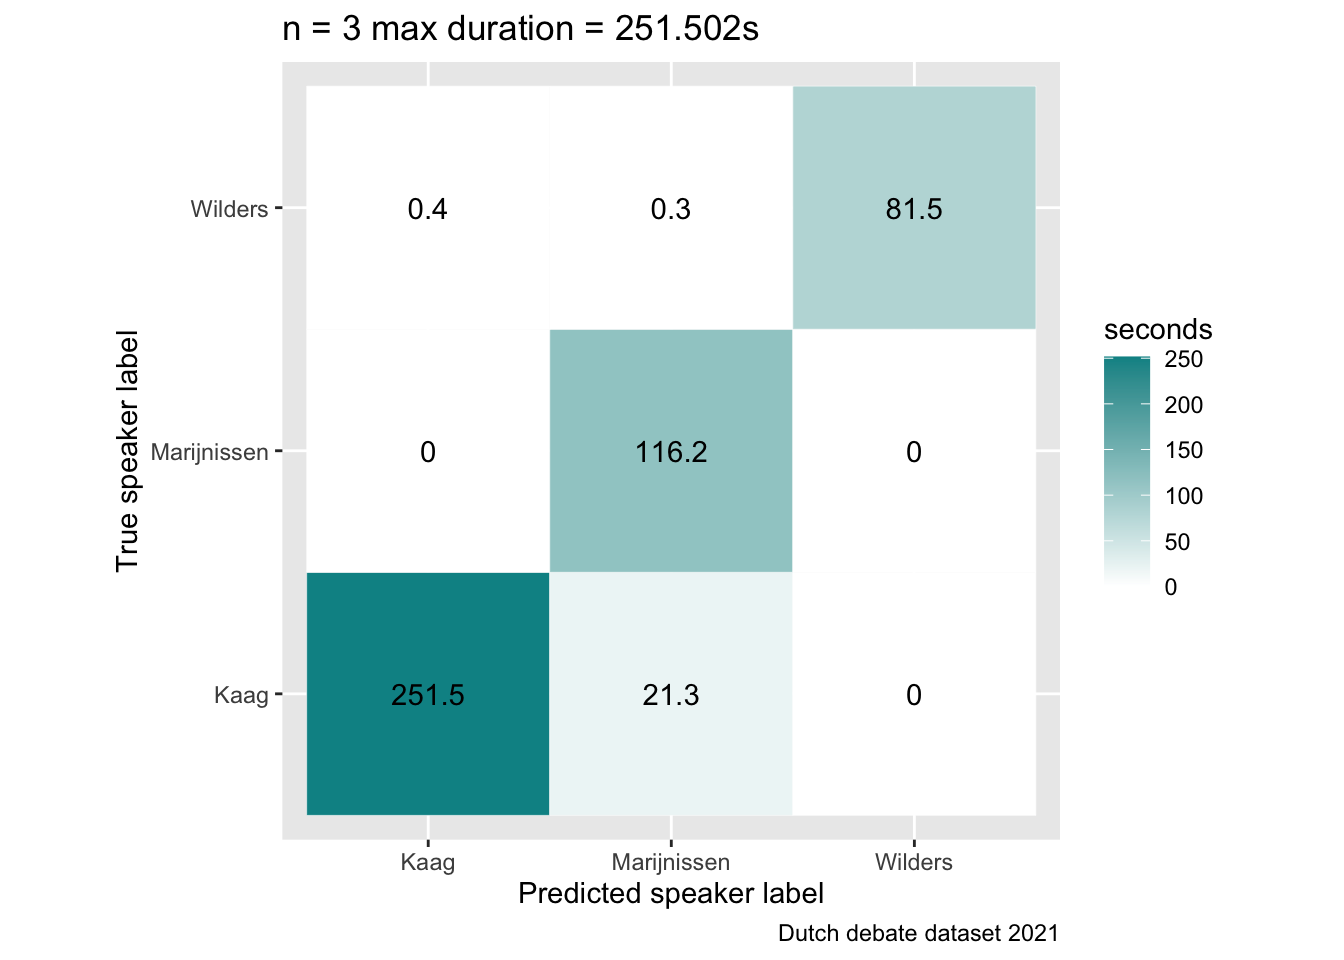 n = 3 max duration = 251.502s
Wilders
0.4
0.3
81.5
Marijnissen
0
116.2
0
Kaag
251.5
21.3
0
True speaker label
Kaag
Marijnissen
Wilders
Predicted speaker label
seconds
250
200
150
100
50
0
Dutch debate dataset 2021